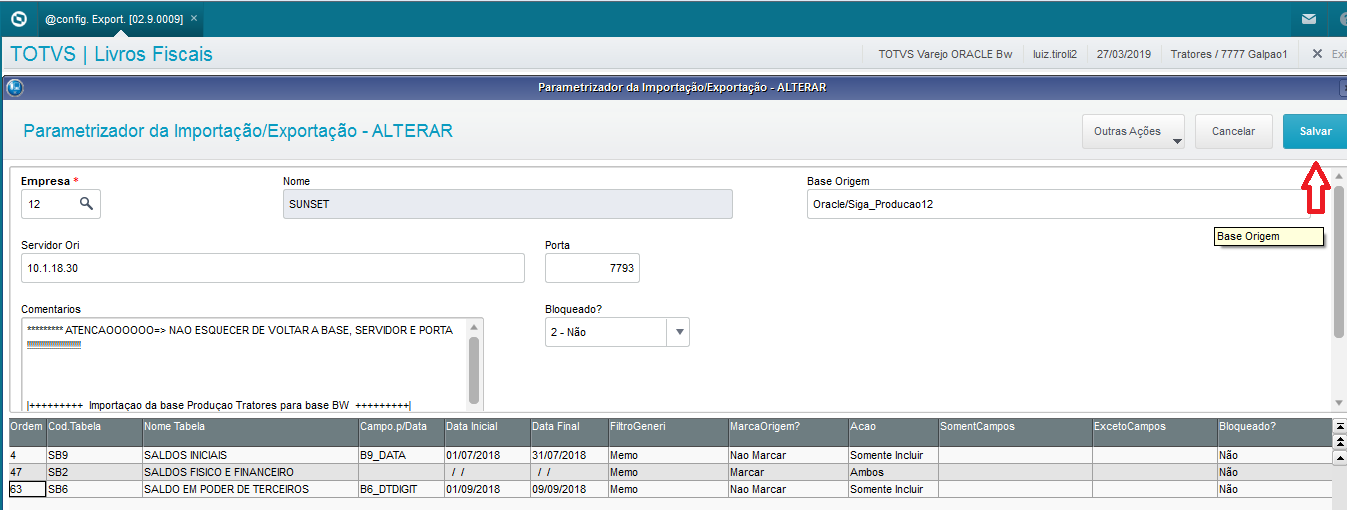 @config. Export. [02.9.0009] ×
TOTVS | Livros Fiscais
TOTVS Varejo ORACLE Bw luiz.tiroli2 27/03/2019 Tratores / 7777 Galpao1
Parametrizador da Importação/Exportação - ALTERAR
Parametrizador da Importação/Exportação - ALTERAR
Outras Ações Cancelar Salvar
Empresa * Nome Base Origem
12 SUNSET Oracle/Siga_Producao12
Base Origem
Servidor Ori Porta
10.1.18.30 7793
Comentarios Bloqueado?
********* ATENCAOOOOOO=> NAO ESQUECER DE VOLTAR A BASE, SERVIDOR E PORTA
2 - Não
|+++++++++ Importaçao da base Produçao Tratores para base BW +++++++++|
Ordem Cod.Tabela Nome Tabela Campo.p/Data Data Inicial Data Final FiltroGeneri MarcaOrigem? Acao SomentCampos ExcetoCampos Bloqueado?
4 SB9 SALDOS INICIAIS B9_DATA 01/07/2018 31/07/2018 Memo Nao Marcar Somente Incluir Não
47 SB2 SALDOS FISICO E FINANCEIRO / / / / Memo Marcar Ambos Não
63 SB6 SALDO EM PODER DE TERCEIROS B6_DTDIGIT 01/09/2018 09/09/2018 Memo Nao Marcar Somente Incluir Não